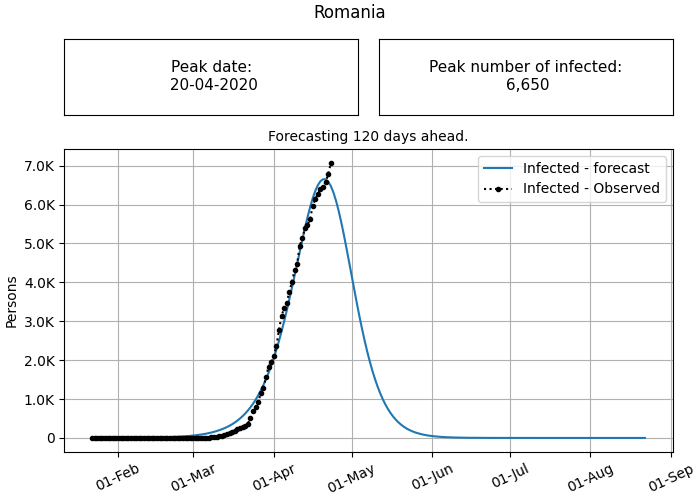 Romania
Peak date:
20-04-2020
Peak number of infected:
6,650
Forecasting 120 days ahead.
Infected - forecast
Infected - Observed
7.0K
6.0K
5.0K
4.0K
3.0K
2.0K
1.0K
0
Persons
01-Feb
01-Mar
01-Apr
01-May
01-Jun
01-Jul
01-Aug
01-Sep